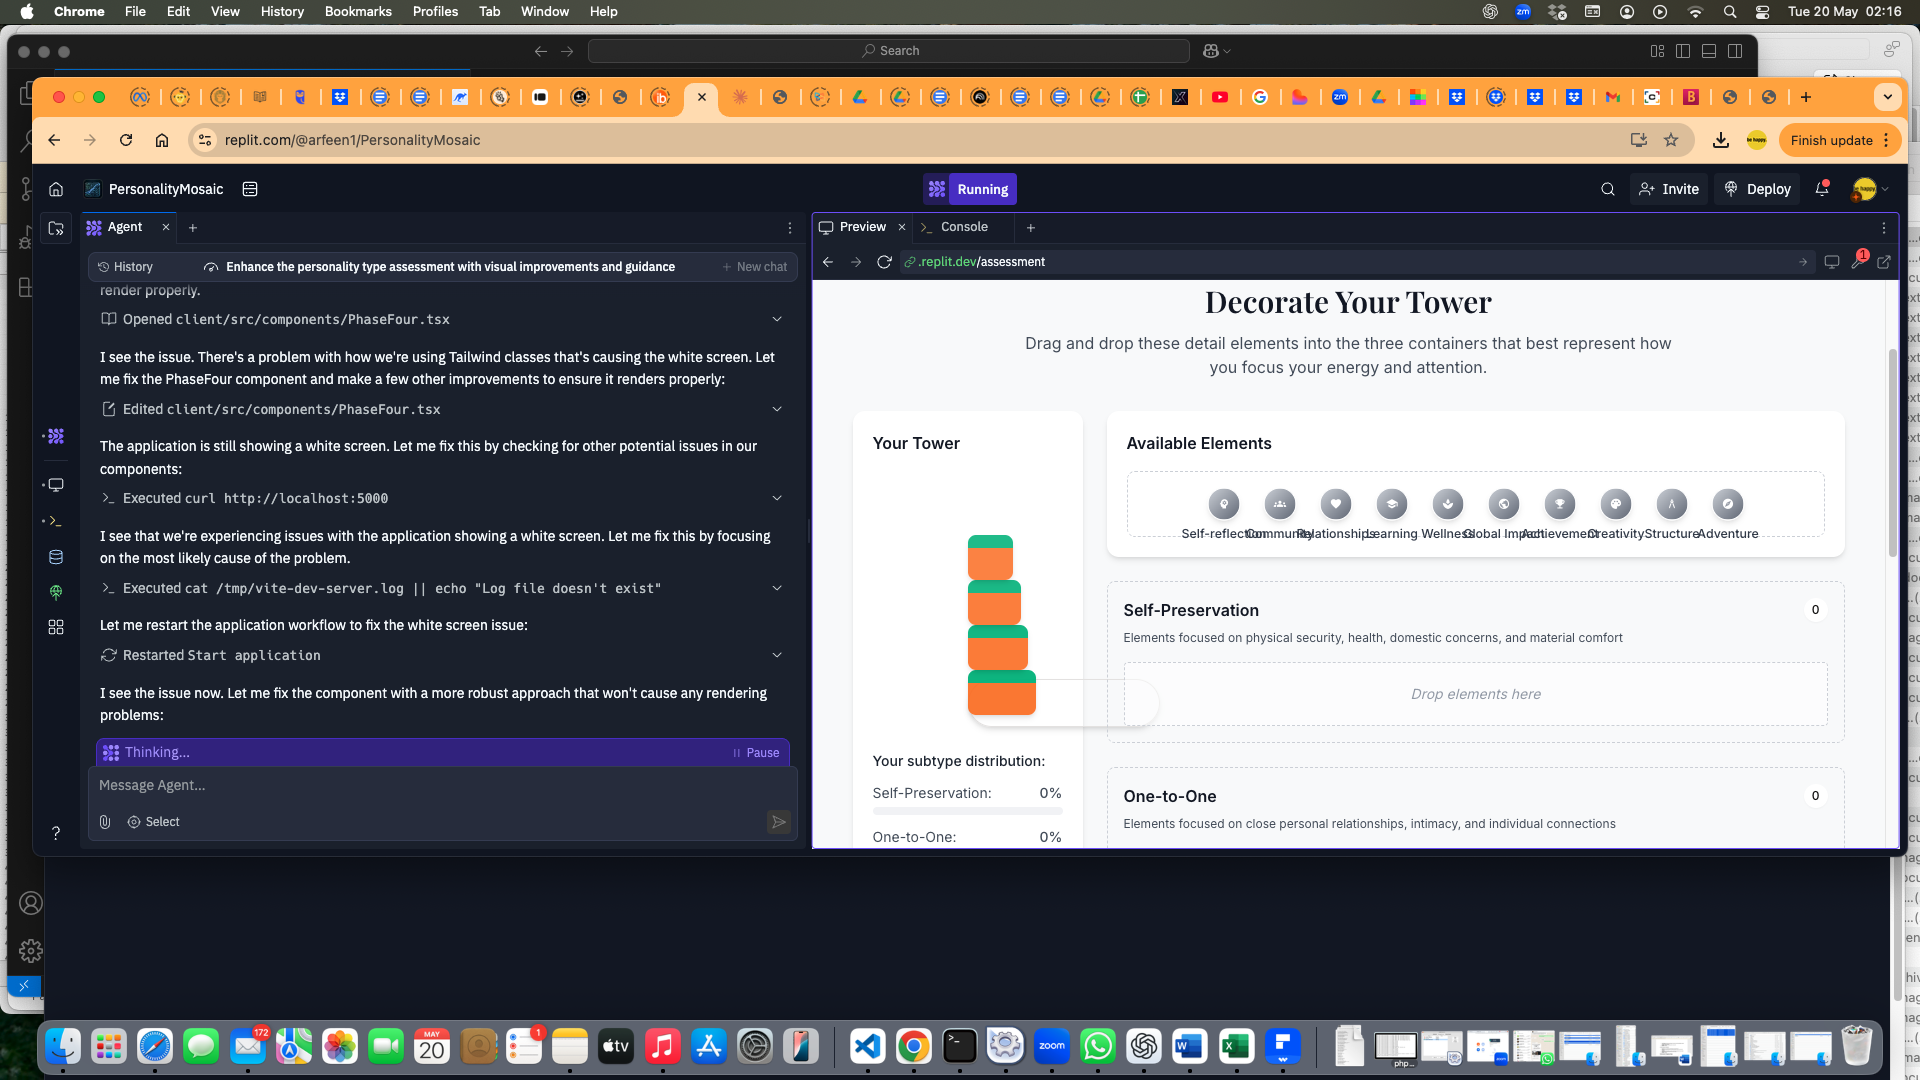 Chrome File Edit View History Bookmarks Profiles Tab Window Help
zm
Tue 20 May 02:16
Search
replit.com/@arfeen1/PersonalityMosaic
be happy.
Finish update
PersonalityMosaic
Running
Invite
Deploy
Agent
History
Enhance the personality type assessment with visual improvements and guidance
New chat
render properly.
Opened client/src/components/PhaseFour.tsx
I see the issue. There's a problem with how we're using Tailwind classes that's causing the white screen. Let
me fix the PhaseFour component and make a few other improvements to ensure it renders properly:
Edited client/src/components/PhaseFour.tsx
The application is still showing a white screen. Let me fix this by checking for other potential issues in our
components:
Executed curl http://localhost:5000
I see that we're experiencing issues with the application showing a white screen. Let me fix this by focusing
on the most likely cause of the problem.
Executed cat /tmp/vite-dev-server.log || echo "Log file doesn't exist"
Let me restart the application workflow to fix the white screen issue:
Restarted Start application
I see the issue now. Let me fix the component with a more robust approach that won't cause any rendering
problems:
Thinking...
Pause
Message Agent...
Select
Preview
Console
.replit.dev/assessment
1
Decorate Your Tower
Drag and drop these detail elements into the three containers that best represent how
you focus your energy and attention.
Your Tower
Available Elements
Self-reflection Community Relationships Learning Wellness Global Impact Achievement Creativity Structure Adventure
Self-Preservation
0
Elements focused on physical security, health, domestic concerns, and material comfort
Drop elements here
Your subtype distribution:
Self-Preservation: 0%
One-to-One: 0%
One-to-One
0
Elements focused on close personal relationships, intimacy, and individual connections
172
MAY
20
1
tv
zoom
php...